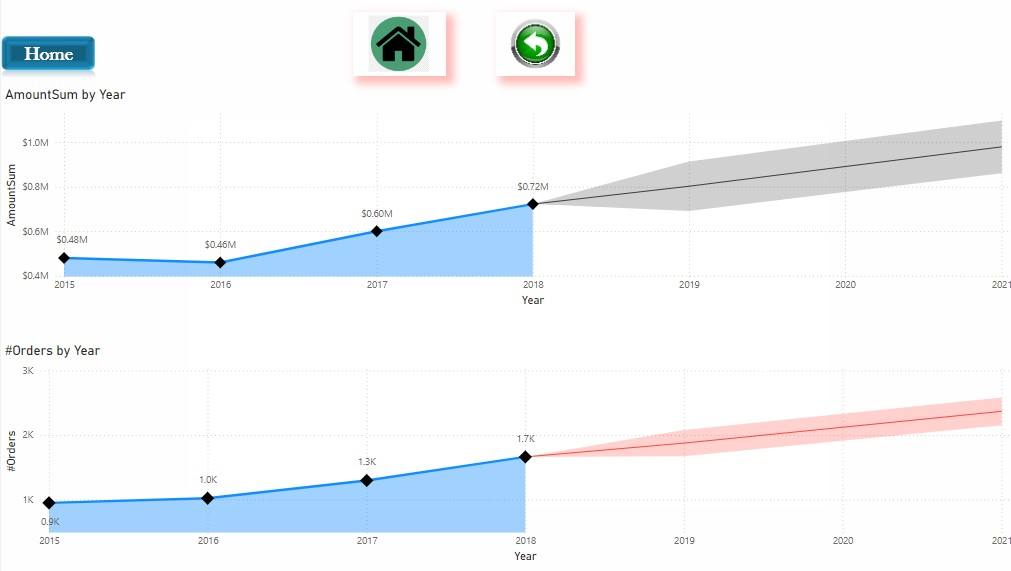 Home
AmountSum by Year
$1.0M
$0.8M
$0.6M
$0.4M
AmountSum
$0.48M
$0.46M
$0.60M
$0.72M
2015 2016 2017 2018 2019 2020 2021
Year
#Orders by Year
3K
2K
1K
#Orders
0.9K
1.0K
1.3K
1.7K
2015 2016 2017 2018 2019 2020 2021
Year